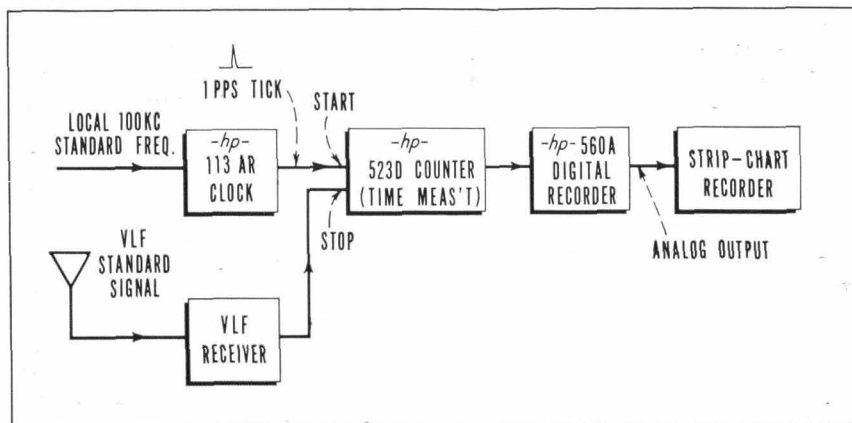 1 PPS TICK
START
LOCAL 100KC
STANDARD FREQ.
-hp-
113 AR
CLOCK
-hp-
523D COUNTER
(TIME MEAS'T)
-hp- 560A
DIGITAL
RECORDER
STRIP-CHART
RECORDER
STOP
ANALOG OUTPUT
VLF
STANDARD
SIGNAL
VLF
RECEIVER